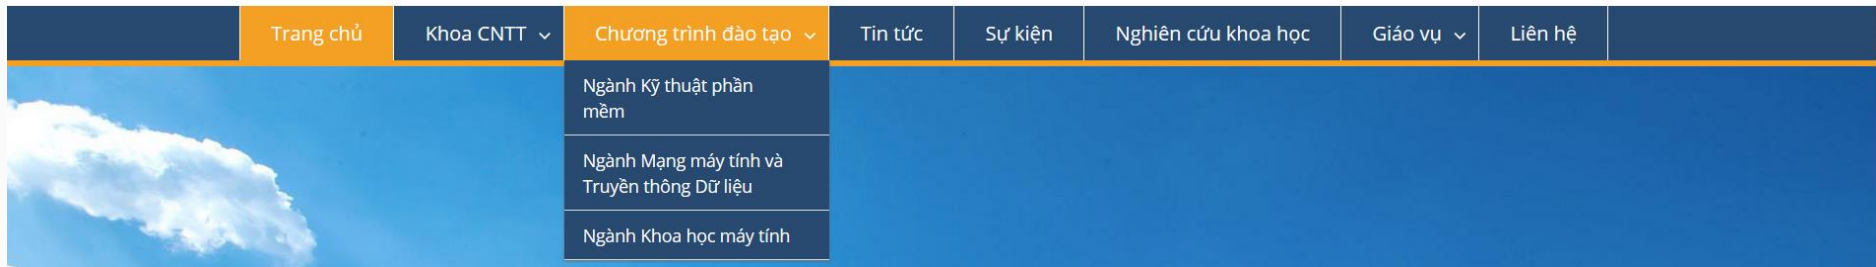 Trang chủ Khoa CNTT Chương trình đào tạo Tin tức Sự kiện Nghiên cứu khoa học Giáo vụ Liên hệ
Ngành Kỹ thuật phần
mềm
Ngành Mạng máy tính và
Truyền thông Dữ liệu
Ngành Khoa học máy tính